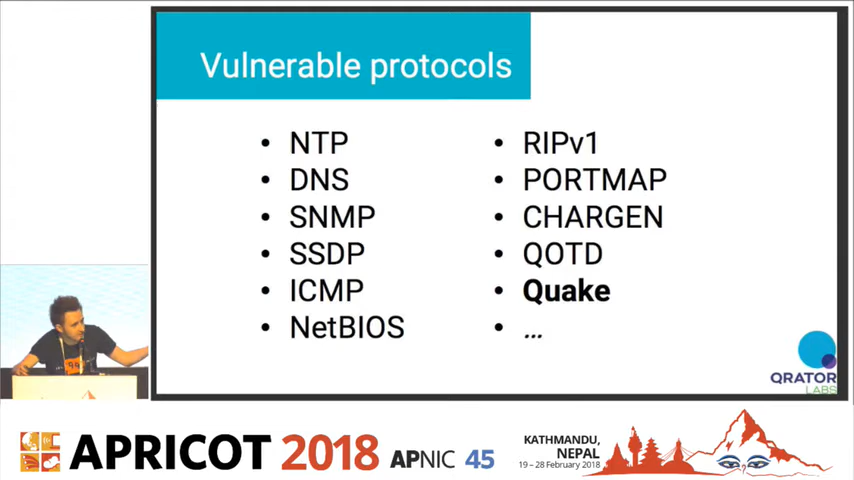 Vulnerable protocols
• NTP
• DNS
• SNMP
• SSDP
• ICMP
• NetBIOS
• RIPv1
• PORTMAP
• CHARGEN
• QOTD
• Quake
• ...
QRATOR
LABS
APRICOT 2018 APNIC 45
KATHMANDU,
NEPAL
19 – 28 February 2018